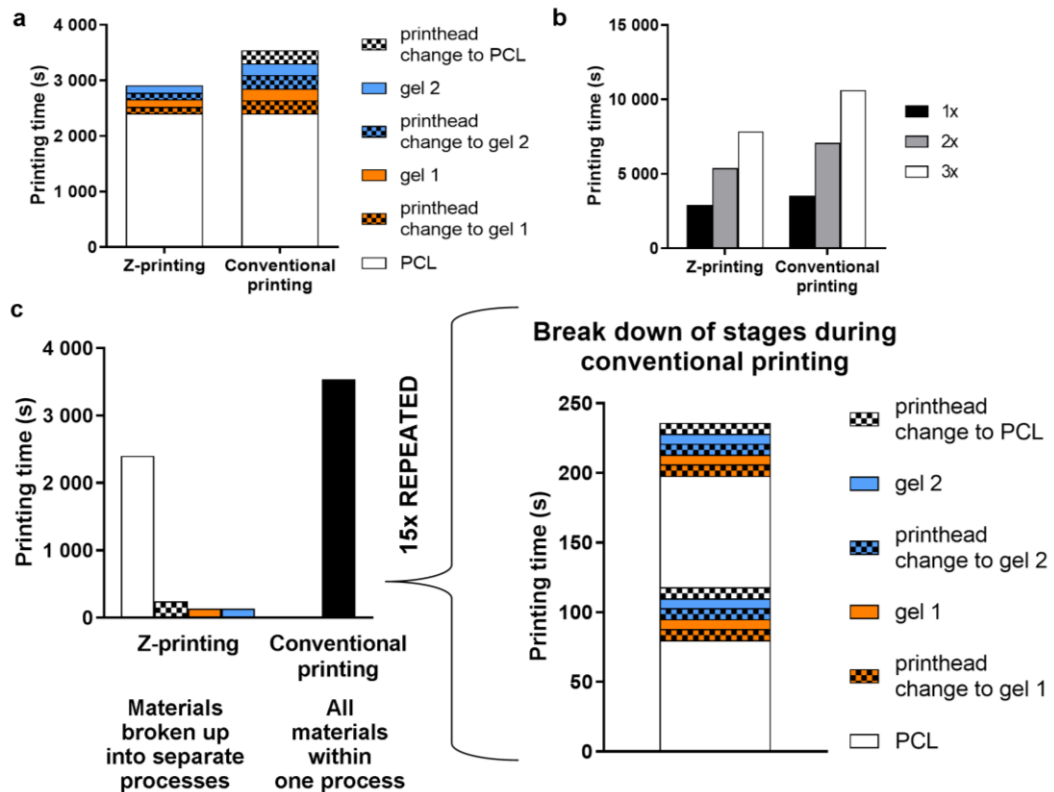 a
Printing time (s)
4 000
3 000
2 000
1 000
0
Z-printing
Conventional
printing
printhead
change to PCL
gel 2
printhead
change to gel 2
gel 1
printhead
change to gel 1
PCL
b
Printing time (s)
15 000
10 000
5 000
0
Z-printing
Conventional
printing
1x
2x
3x
c
Printing time (s)
4 000
3 000
2 000
1 000
0
Z-printing
Conventional
printing
Materials
broken up
into separate
processes
All
materials
within
one process
15x REPEATED
Break down of stages during
conventional printing
Printing time (s)
250
200
150
100
50
0
printhead
change to PCL
gel 2
printhead
change to gel 2
gel 1
printhead
change to gel 1
PCL